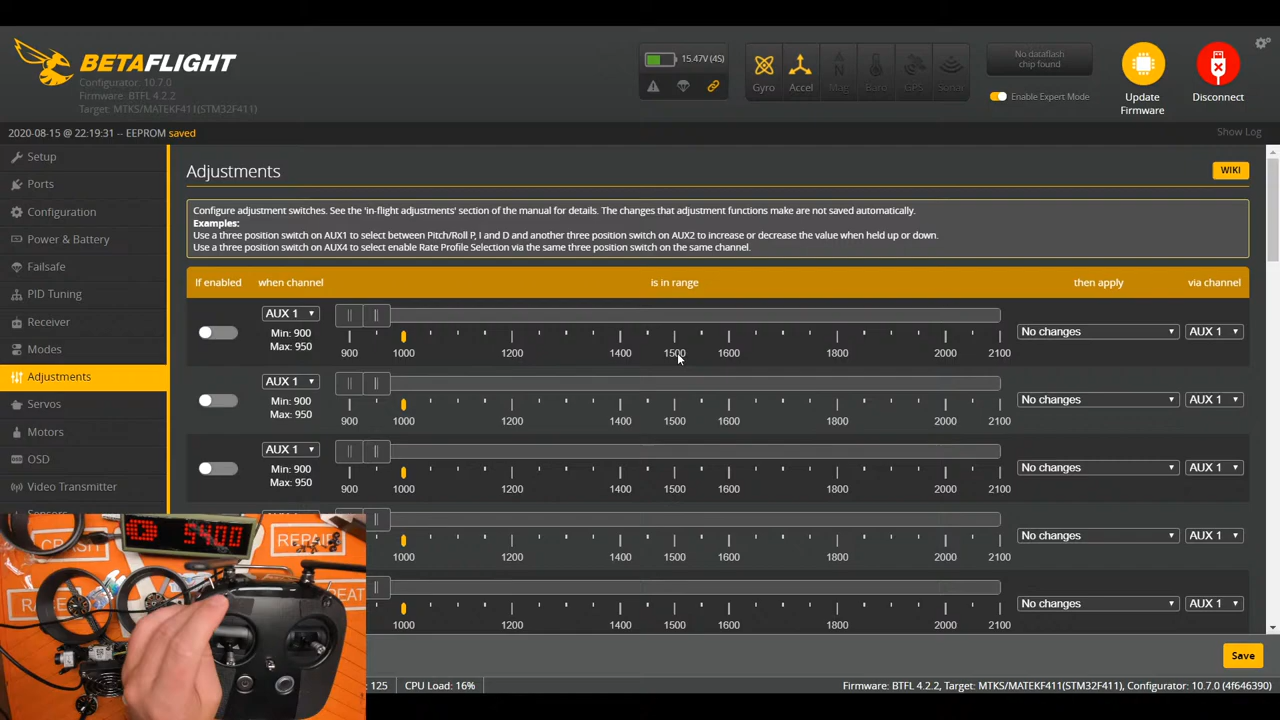 BETAFLIGHT
Configurator: 10.7.0
Firmware: BTFL 4.2.2
Target: MTKS/MATEKF411(STM32F411)
15.47V (4S)
Gyro
Accel
Mag
Baro
GPS
Sonar
No dataflash
chip found
Enable Expert Mode
Update
Firmware
Disconnect
2020-08-15 @ 22:19:31 -- EEPROM saved
Show Log
Setup
Ports
Configuration
Power & Battery
Failsafe
PID Tuning
Receiver
Modes
Adjustments
Servos
Motors
OSD
Video Transmitter
Sensors
Adjustments
WIKI
Configure adjustment switches. See the 'in-flight adjustments' section of the manual for details. The changes that adjustment functions make are not saved automatically.
Examples:
Use a three position switch on AUX1 to select between Pitch/Roll P, I and D and another three position switch on AUX2 to increase or decrease the value when held up or down.
Use a three position switch on AUX4 to select enable Rate Profile Selection via the same three position switch on the same channel.
If enabled when channel is in range then apply via channel
AUX 1
Min: 900
Max: 950
900 1000 1200 1400 1500 1600 1800 2000 2100
No changes
AUX 1
AUX 1
Min: 900
Max: 950
900 1000 1200 1400 1500 1600 1800 2000 2100
No changes
AUX 1
AUX 1
Min: 900
Max: 950
900 1000 1200 1400 1500 1600 1800 2000 2100
No changes
AUX 1
1000 1200 1400 1500 1600 1800 2000 2100
No changes
AUX 1
1000 1200 1400 1500 1600 1800 2000 2100
No changes
AUX 1
CRASH
5400
REPAIR
Save
125
CPU Load: 16%
Firmware: BTFL 4.2.2, Target: MTKS/MATEKF411(STM32F411), Configurator: 10.7.0 (4f646390)